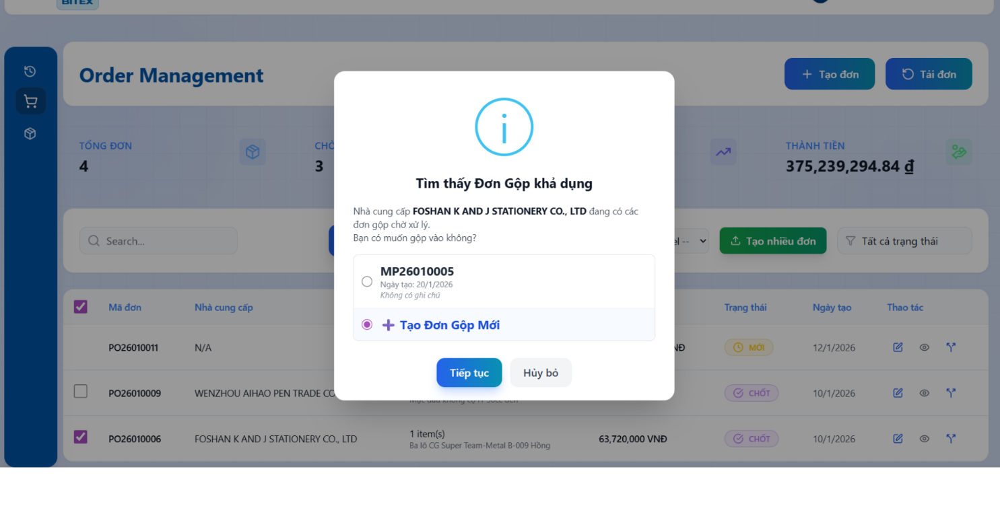 BITEX
Order Management
Tạo đơn
Tải đơn
TỔNG ĐƠN
4
3
THÀNH TIỀN
375,239,294.84 ₫
Tìm thấy Đơn Gộp khả dụng
Nhà cung cấp FOSHAN K AND J STATIONERY CO., LTD đang có các
đơn gộp chờ xử lý.
Bạn có muốn gộp vào không?
MP26010005
Ngày tạo: 20/1/2026
Không có ghi chú
Tạo Đơn Gộp Mới
Tiếp tục
Hủy bỏ
Search...
Tạo nhiều đơn
Tất cả trạng thái
Mã đơn
Nhà cung cấp
Trạng thái
Ngày tạo
Thao tác
PO26010011
N/A
MỚI
12/1/2026
PO26010009
WENZHOU AIHAO PEN TRADE CO
CHỐT
10/1/2026
PO26010006
FOSHAN K AND J STATIONERY CO., LTD
1 item(s)
Ba lô CG Super Team-Metal B-009 Hồng
63,720,000 VNĐ
CHỐT
10/1/2026